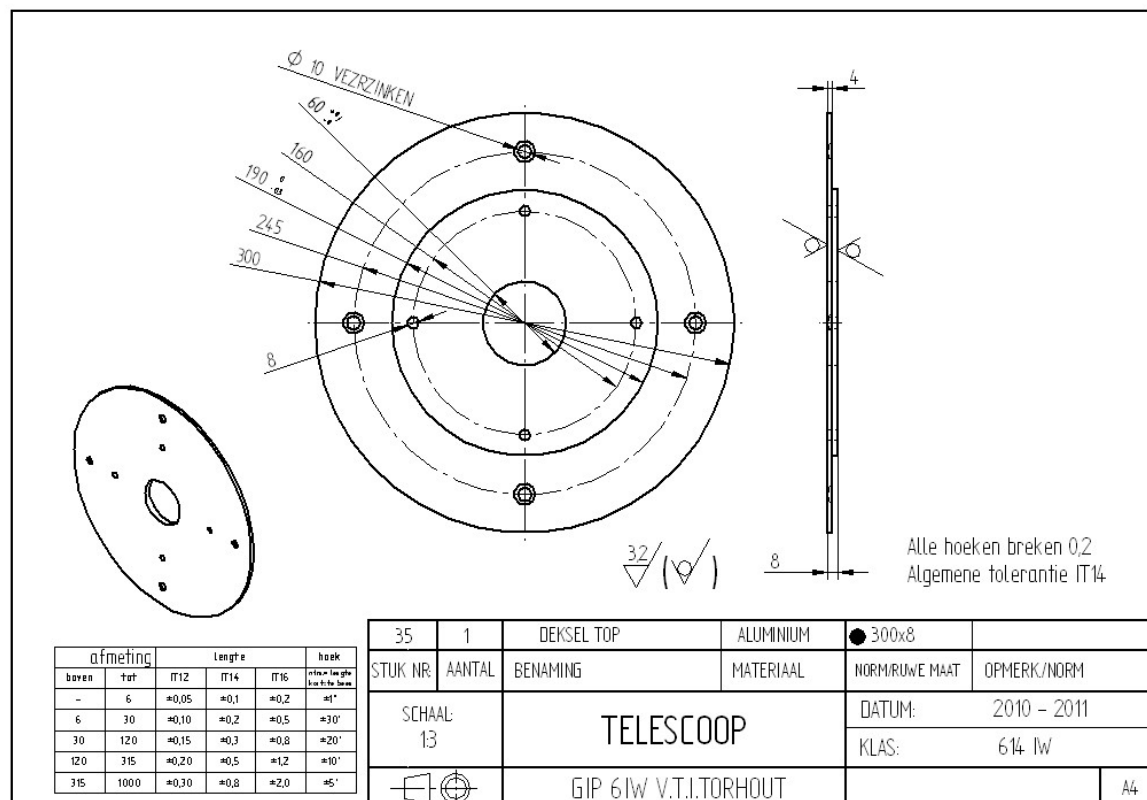 4
Φ 10 VEZRZINKEN
60
160
190
245
300
8
3,2
8
Alle hoeken breken 0,2
Algemene tolerantie IT14
35 1 DEKSEL TOP ALUMINIUM 300x8
STUK NR: AANTAL BENAMING MATERIAAL NORM/RUWE MAAT OPMERK/NORM
SCHAAL:
1:3
TELESCOOP
DATUM: 2010 - 2011
KLAS: 614 IW
GIP 6IW V.T.I.TORHOUT
A4
afmeting lengte hoek
boven tot IT12 IT14 IT16
- 6 ±0,05 ±0,1 ±0,2 ±1°
6 30 ±0,10 ±0,2 ±0,5 ±30'
30 120 ±0,15 ±0,3 ±0,8 ±20'
120 315 ±0,20 ±0,5 ±1,2 ±10'
315 1000 ±0,30 ±0,8 ±2,0 ±5'